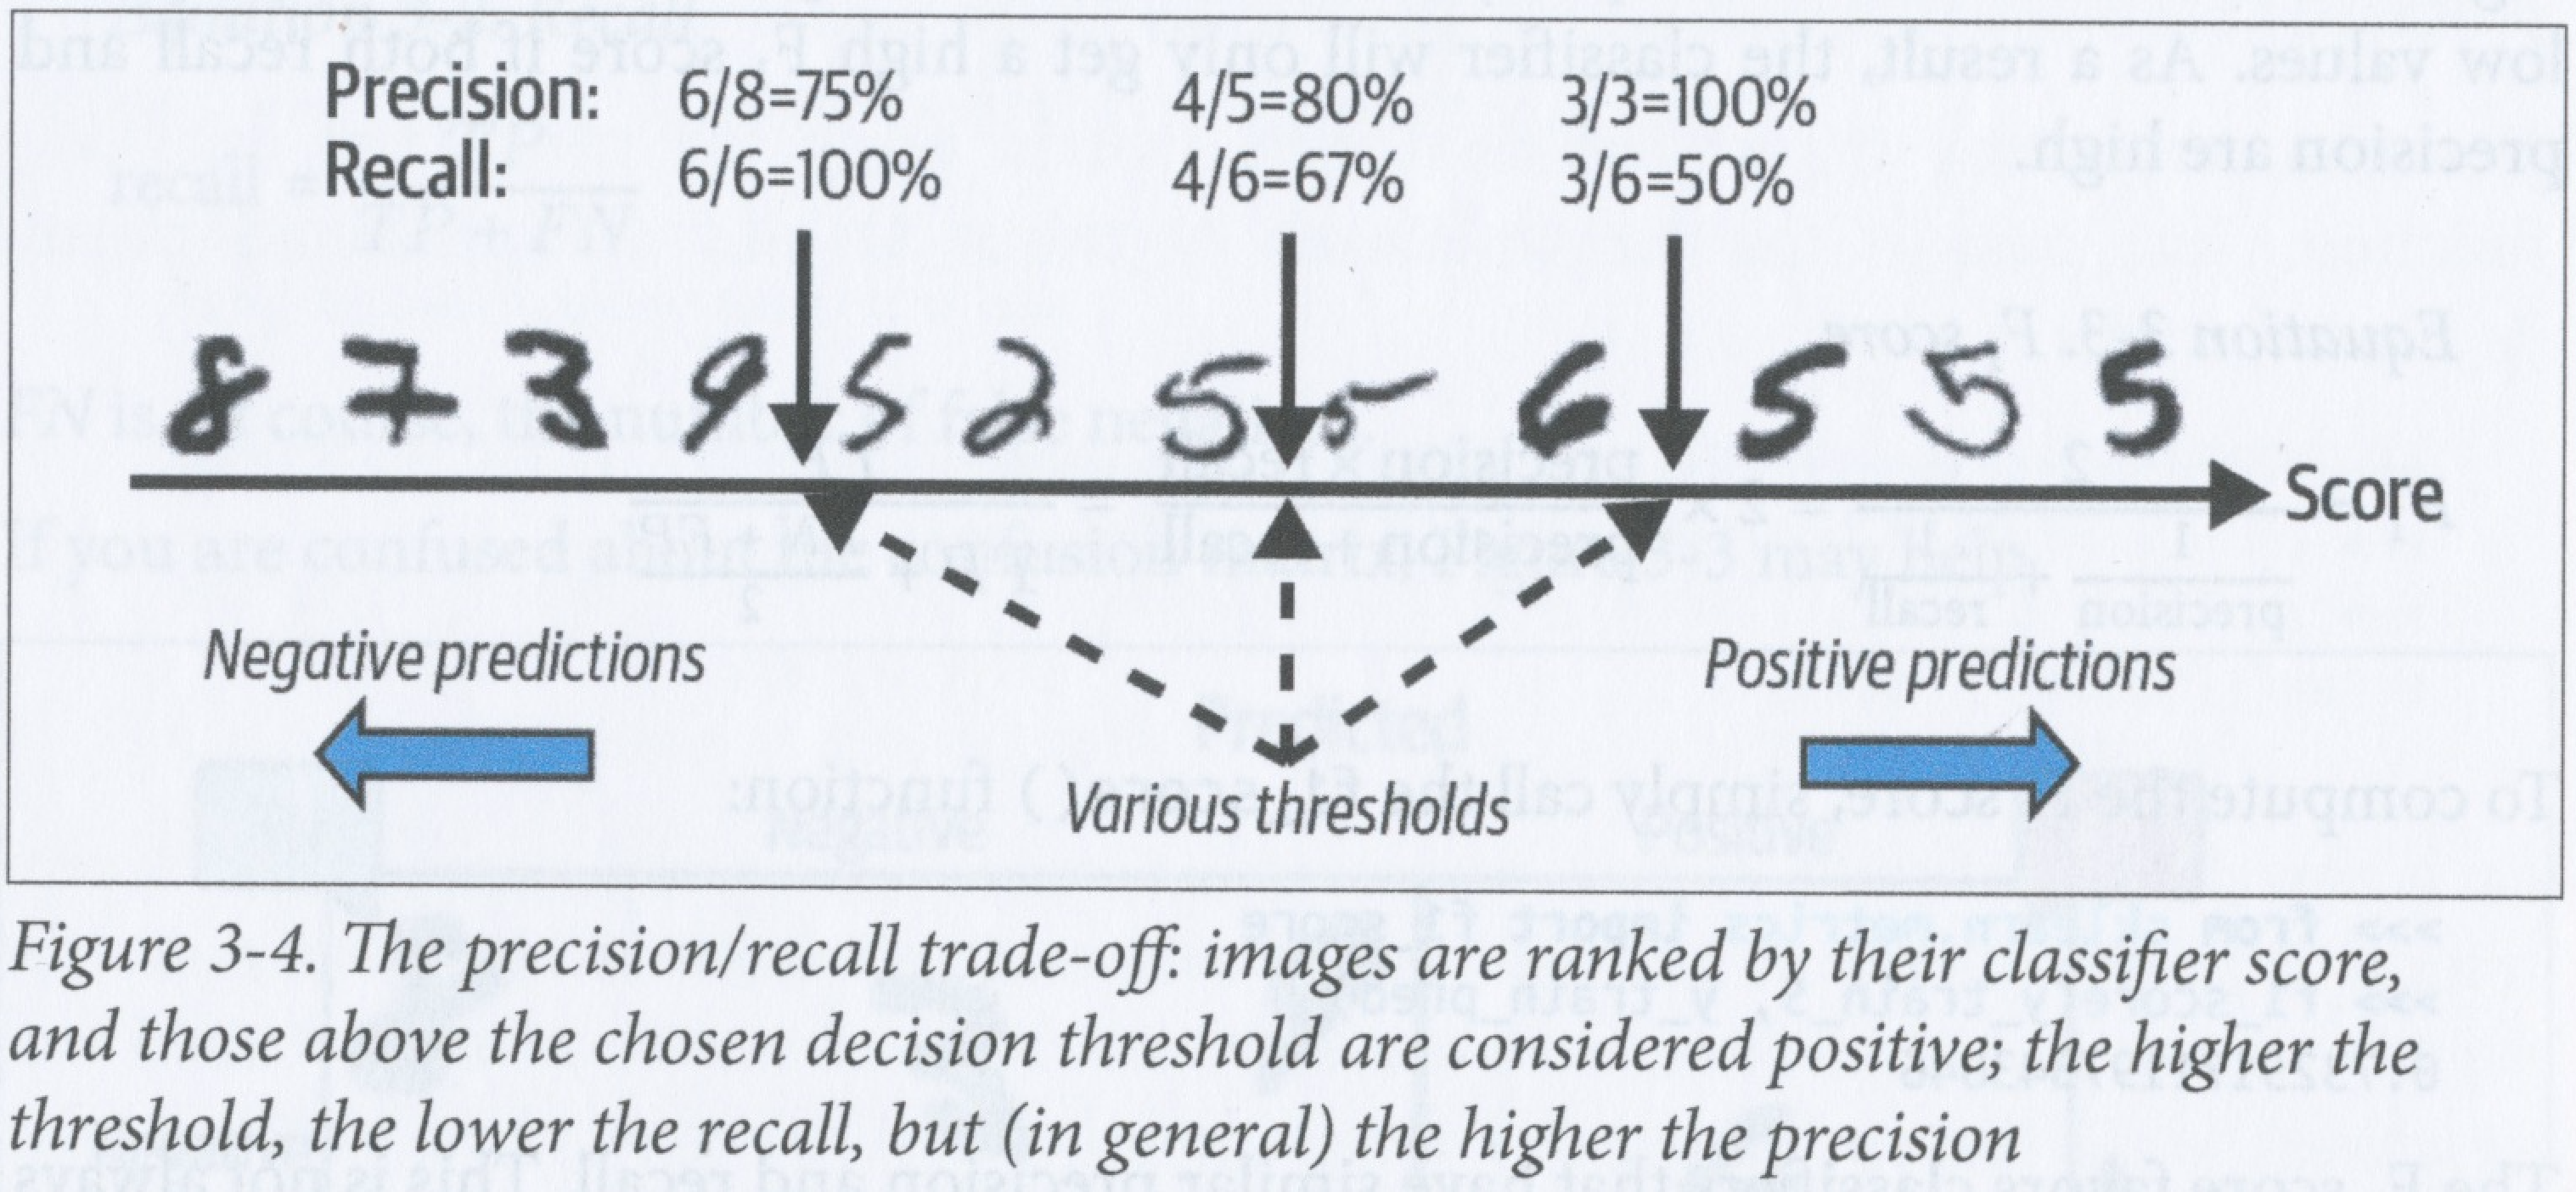 Precision: 6/8=75% 4/5=80% 3/3=100%
Recall: 6/6=100% 4/6=67% 3/6=50%
8 7 3 9 5 2 5 5 6 5 5 5
Score
Negative predictions
Positive predictions
Various thresholds
Figure 3-4. The precision/recall trade-off: images are ranked by their classifier score,
and those above the chosen decision threshold are considered positive; the higher the
threshold, the lower the recall, but (in general) the higher the precision